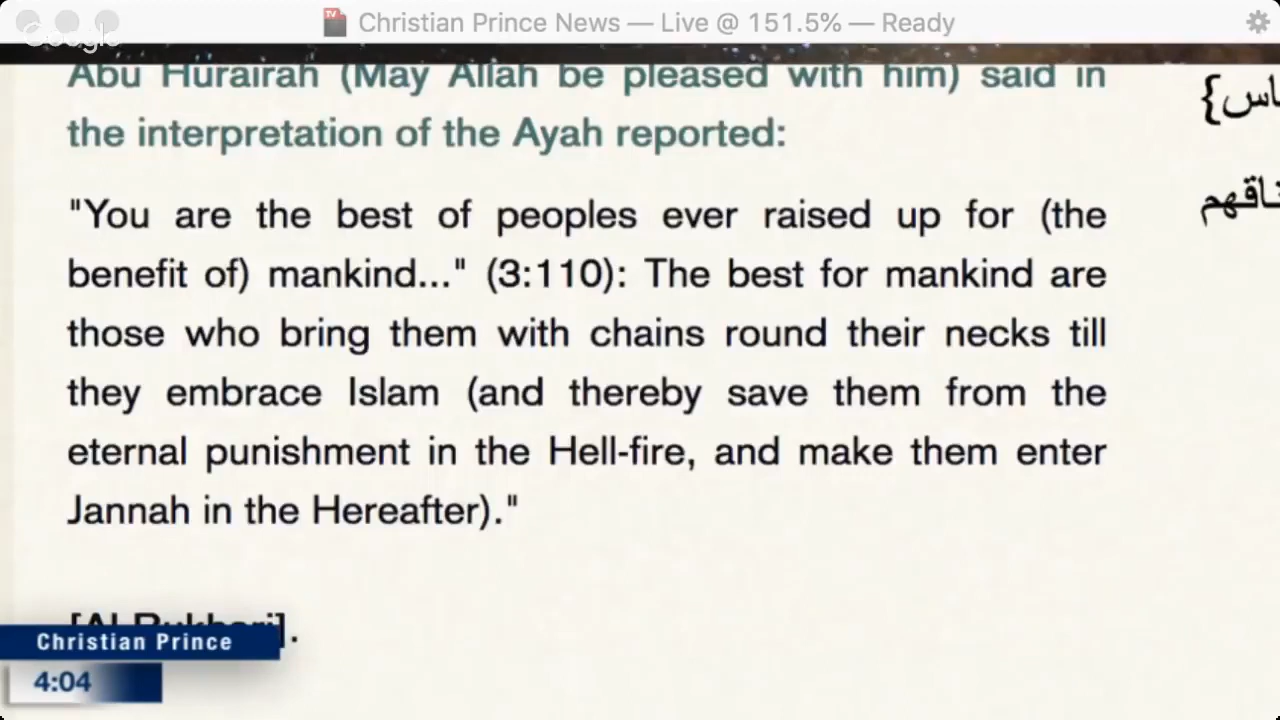 Christian Prince News — Live @ 151.5% — Ready
Google
Abu Hurairah (May Allah be pleased with him) said in
the interpretation of the Ayah reported:
"You are the best of peoples ever raised up for (the
benefit of) mankind..." (3:110): The best for mankind are
those who bring them with chains round their necks till
they embrace Islam (and thereby save them from the
eternal punishment in the Hell-fire, and make them enter
Jannah in the Hereafter)."
[Al-Bukhari].
Christian Prince
4:04